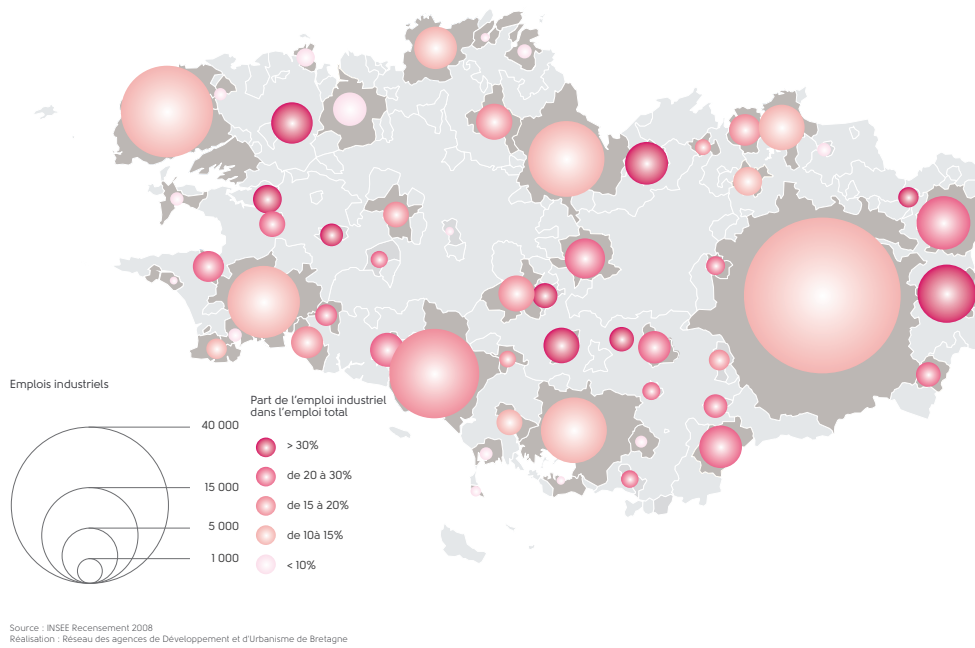 Emplois industriels
40 000
15 000
5 000
1 000
Part de l'emploi industriel
dans l'emploi total
> 30%
de 20 à 30%
de 15 à 20%
de 10à 15%
< 10%
Source : INSEE Recensement 2008
Réalisation : Réseau des agences de Développement et d'Urbanisme de Bretagne